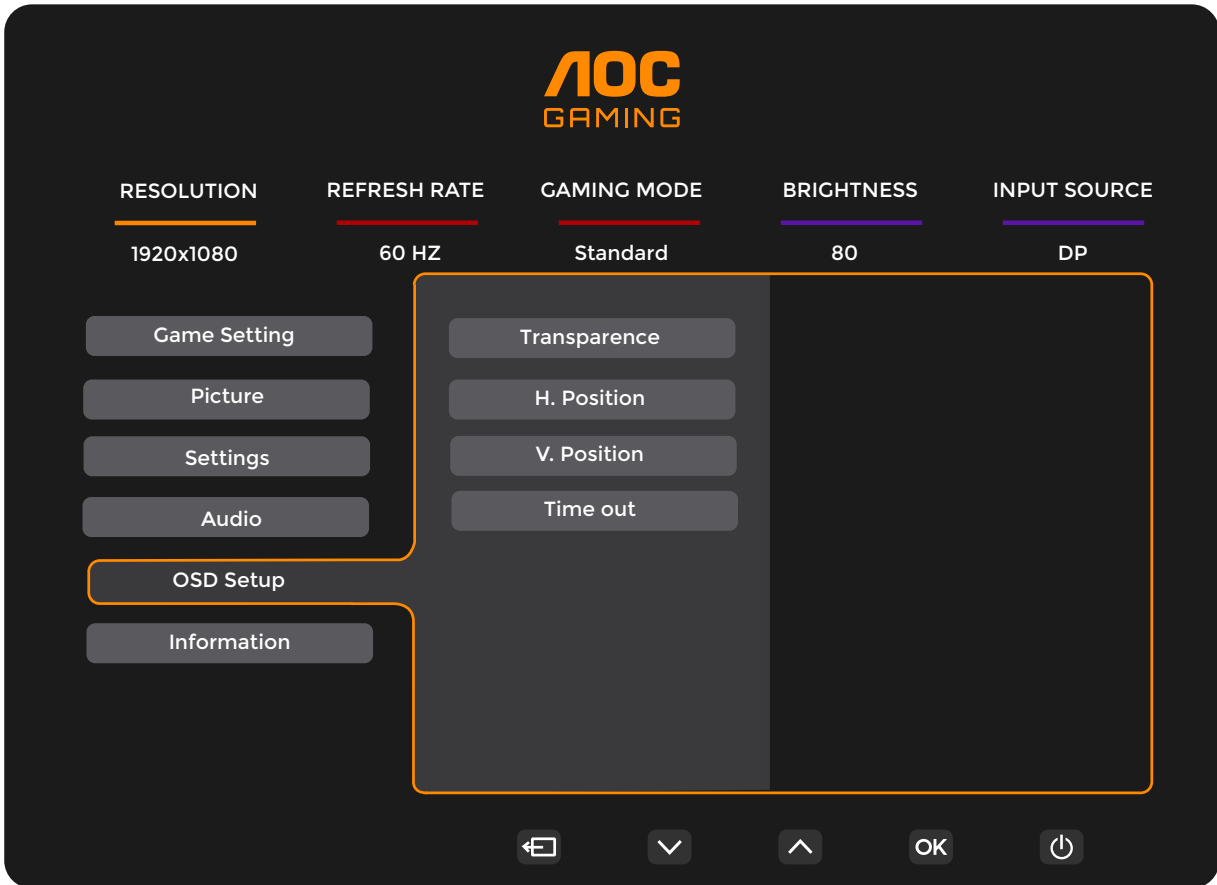 AOC
GAMING
RESOLUTION REFRESH RATE GAMING MODE BRIGHTNESS INPUT SOURCE
1920x1080 60 HZ Standard 80 DP
Game Setting
Picture
Settings
Audio
OSD Setup
Information
Transparence
H. Position
V. Position
Time out
OK